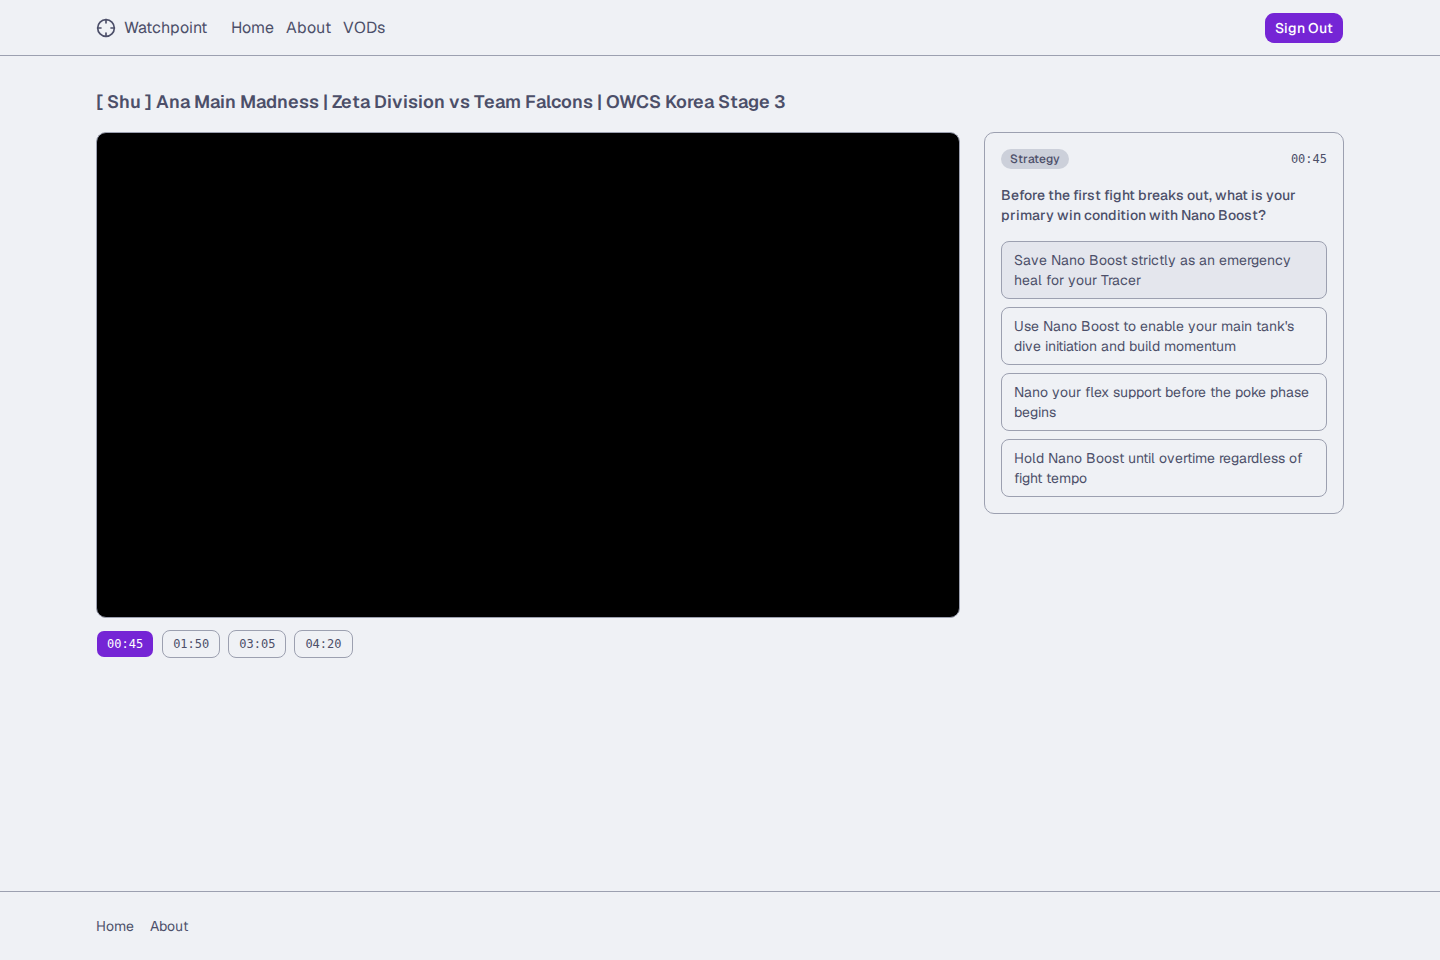 Watchpoint Home About VODs Sign Out
[ Shu ] Ana Main Madness | Zeta Division vs Team Falcons | OWCS Korea Stage 3
Strategy 00:45
Before the first fight breaks out, what is your
primary win condition with Nano Boost?
Save Nano Boost strictly as an emergency
heal for your Tracer
Use Nano Boost to enable your main tank's
dive initiation and build momentum
Nano your flex support before the poke phase
begins
Hold Nano Boost until overtime regardless of
fight tempo
00:45 01:50 03:05 04:20
Home About